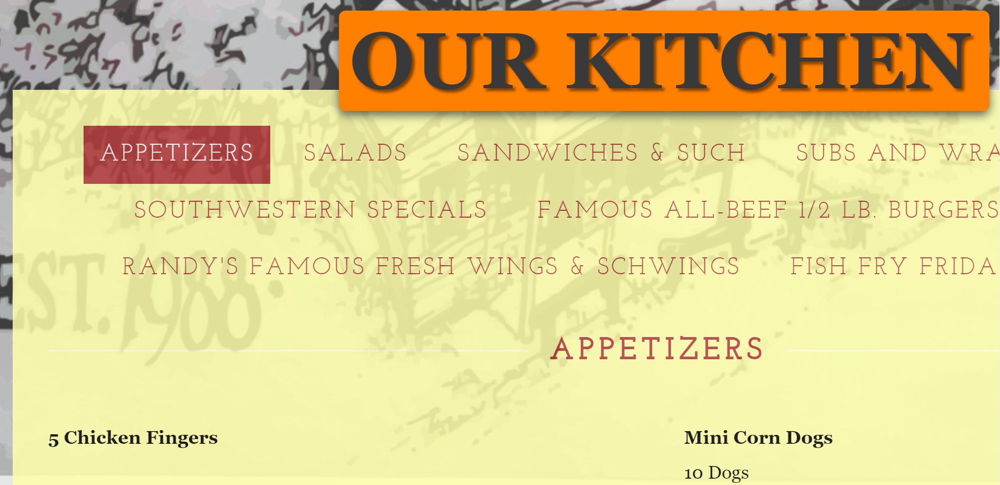 OUR KITCHEN
APPETIZERS SALADS SANDWICHES & SUCH SUBS AND WRA
SOUTHWESTERN SPECIALS FAMOUS ALL-BEEF 1/2 LB. BURGERS
RANDY'S FAMOUS FRESH WINGS & SCHWINGS FISH FRY FRIDA
EST. 1988
APPETIZERS
5 Chicken Fingers
Mini Corn Dogs
10 Dogs